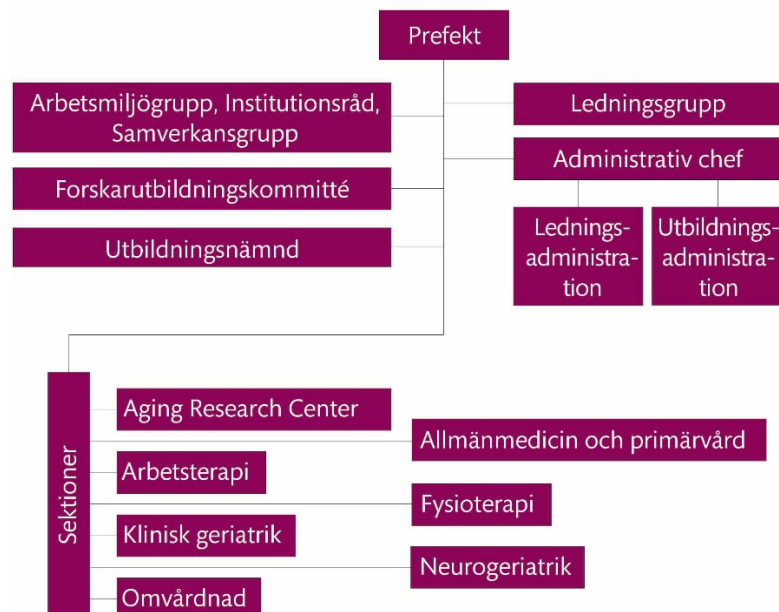 Prefekt
Arbetsmiljögrupp, Institutionsråd,
Samverkansgrupp
Ledningsgrupp
Administrativ chef
Forskarutbildningskommitté
Utbildningsnämnd
Lednings-
administra-
tion
Utbildnings-
administra-
tion
Sektioner
Aging Research Center
Allmänmedicin och primärvård
Arbetsterapi
Fysioterapi
Klinisk geriatrik
Neurogeriatrik
Omvårdnad